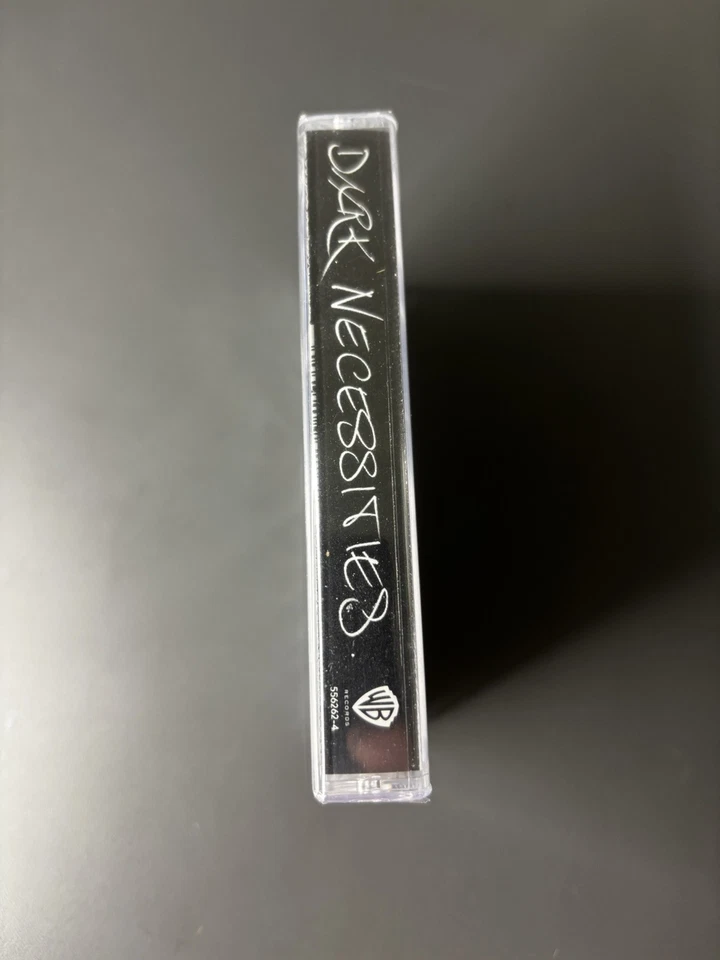 DARK NECESSITIES
WB
RECORDS
556262-4